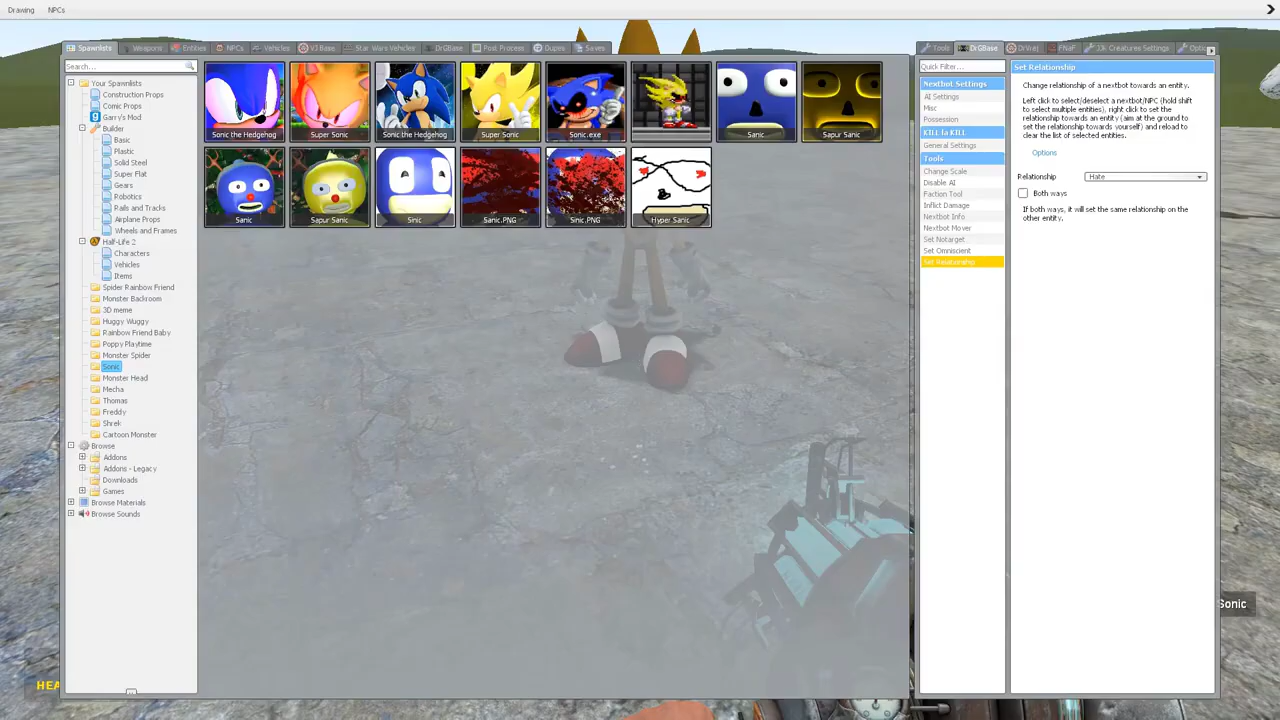 Drawing NPCs
Spawnlists Weapons Entities NPCs Vehicles VJ Base Star Wars Vehicles DrGBase Post Process Dupes Saves
Search...
Your Spawnlists
Construction Props
Comic Props
Garry's Mod
Builder
Basic
Plastic
Solid Steel
Super Flat
Gears
Robotics
Rails and Tracks
Airplane Props
Wheels and Frames
Half-Life 2
Characters
Vehicles
Items
Spider Rainbow Friend
Monster Backroom
3D meme
Huggy Wuggy
Rainbow Friend Baby
Poppy Playtime
Monster Spider
Sonic
Monster Head
Mecha
Thomas
Freddy
Shrek
Cartoon Monster
Browse
Addons
Addons - Legacy
Downloads
Games
Browse Materials
Browse Sounds
Sonic the Hedgehog Super Sonic Sonic the Hedgehog Super Sonic Sonic.exe Sanic Sapur Sanic
Sanic Sapur Sanic Sinic Sanic.PNG Sinic.PNG Hyper Sanic
Tools DrGBase DrVrej FNaF JJk Creatures Settings
Quick Filter...
Nextbot Settings
AI Settings
Misc
Possession
KILL la KILL
General Settings
Tools
Change Scale
Disable AI
Faction Tool
Inflict Damage
Nextbot Info
Nextbot Mover
Set Notarget
Set Omniscient
Set Relationship
Set Relationship
Change relationship of a nextbot towards an entity.
Left click to select/deselect a nextbot/NPC (hold shift
to select multiple entities), right click to set the
relationship towards an entity (aim at the ground to
set the relationship towards yourself) and reload to
clear the list of selected entities.
Options
Relationship Hate
Both ways
If both ways, it will set the same relationship on the
other entity.
Sonic